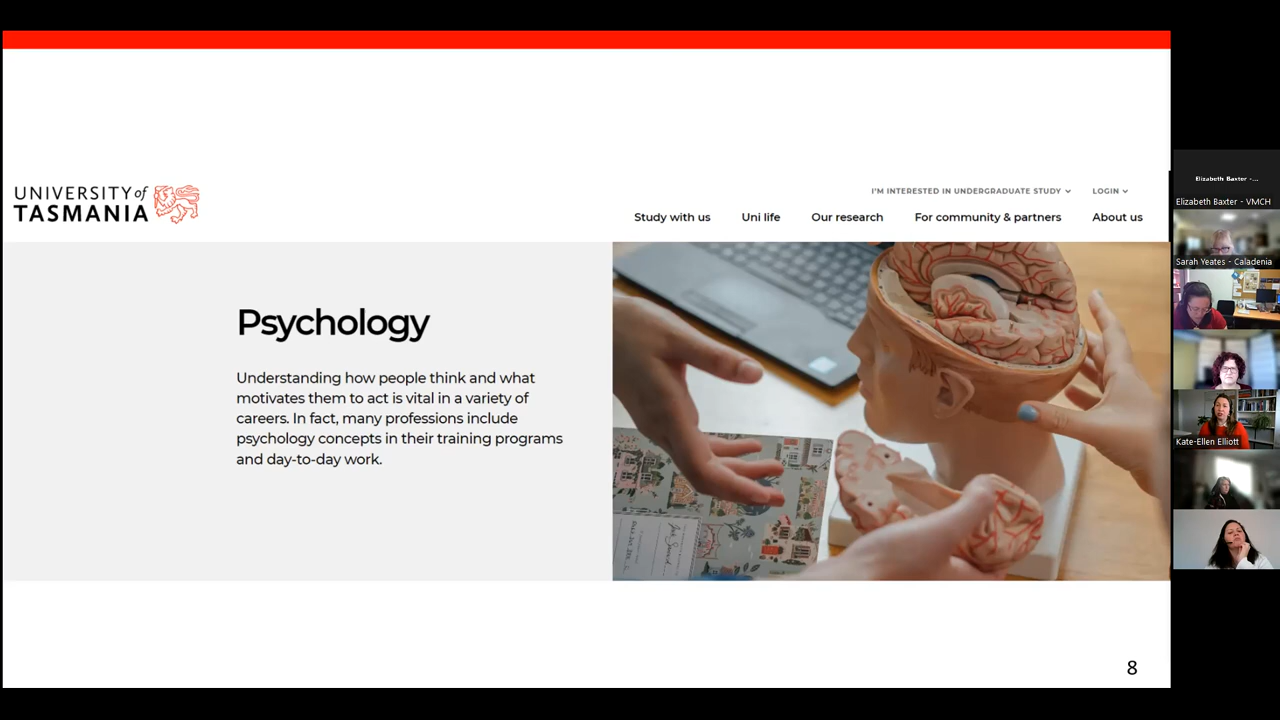 UNIVERSITY of
TASMANIA
I'M INTERESTED IN UNDERGRADUATE STUDY
LOGIN
Study with us
Uni life
Our research
For community & partners
About us
Psychology
Understanding how people think and what
motivates them to act is vital in a variety of
careers. In fact, many professions include
psychology concepts in their training programs
and day-to-day work.
8
Elizabeth Baxter -...
Elizabeth Baxter - VMCH
Sarah Yeates - Caladenia
Kate-Ellen Elliott